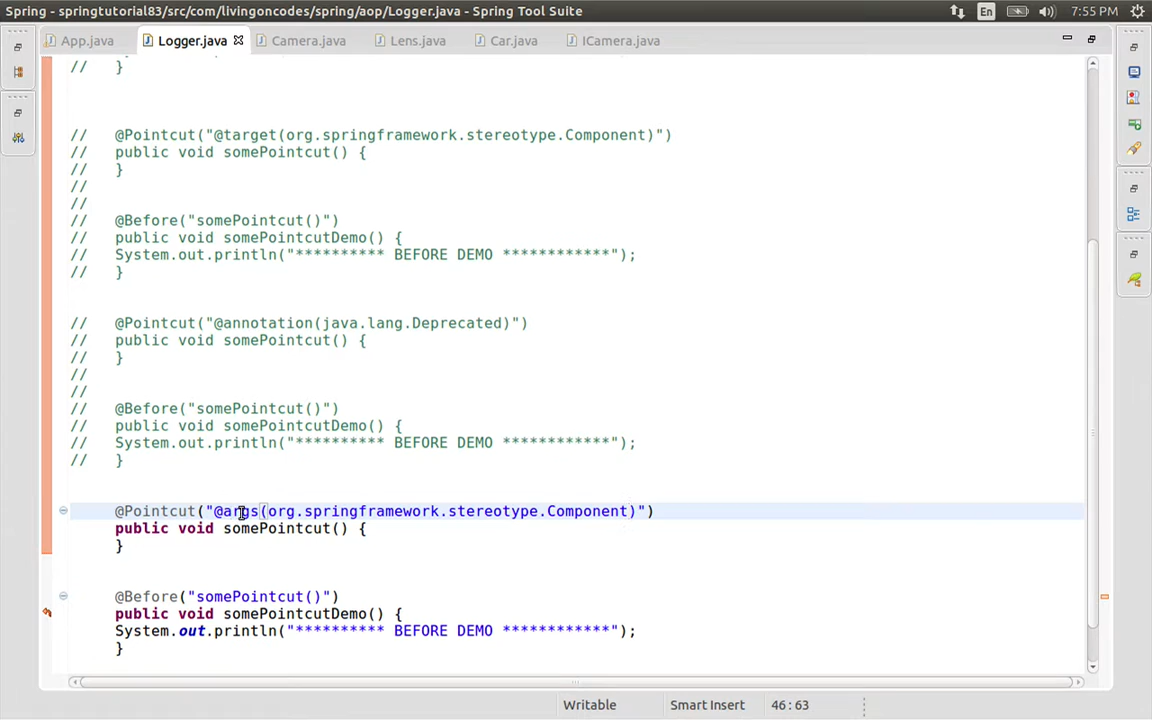 Spring - springtutorial83/src/com/livingoncodes/spring/aop/Logger.java - Spring Tool Suite
En
7:55 PM
App.java
Logger.java
Camera.java
Lens.java
Car.java
ICamera.java
// }
// @Pointcut("@target(org.springframework.stereotype.Component)")
// public void somePointcut() {
// }
//
//
// @Before("somePointcut()")
// public void somePointcutDemo() {
// System.out.println("********** BEFORE DEMO ************");
// }
// @Pointcut("@annotation(java.lang.Deprecated)")
// public void somePointcut() {
// }
//
//
// @Before("somePointcut()")
// public void somePointcutDemo() {
// System.out.println("********** BEFORE DEMO ************");
// }
@Pointcut("@args(org.springframework.stereotype.Component)")
public void somePointcut() {
}
@Before("somePointcut()")
public void somePointcutDemo() {
System.out.println("********** BEFORE DEMO ************");
}
Writable
Smart Insert
46 : 63